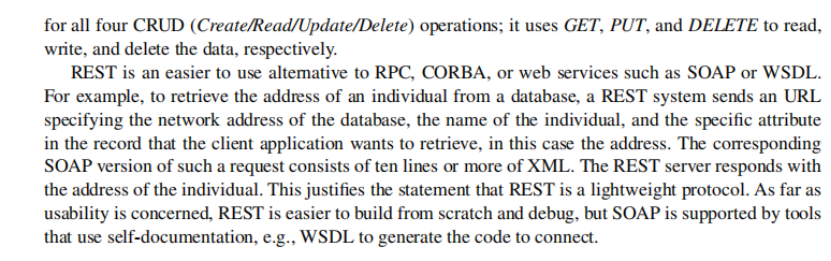 for all four CRUD (Create/Read/Update/Delete) operations; it uses GET, PUT, and DELETE to read,
write, and delete the data, respectively.
REST is an easier to use alternative to RPC, CORBA, or web services such as SOAP or WSDL.
For example, to retrieve the address of an individual from a database, a REST system sends an URL
specifying the network address of the database, the name of the individual, and the specific attribute
in the record that the client application wants to retrieve, in this case the address. The corresponding
SOAP version of such a request consists of ten lines or more of XML. The REST server responds with
the address of the individual. This justifies the statement that REST is a lightweight protocol. As far as
usability is concerned, REST is easier to build from scratch and debug, but SOAP is supported by tools
that use self-documentation, e.g., WSDL to generate the code to connect.